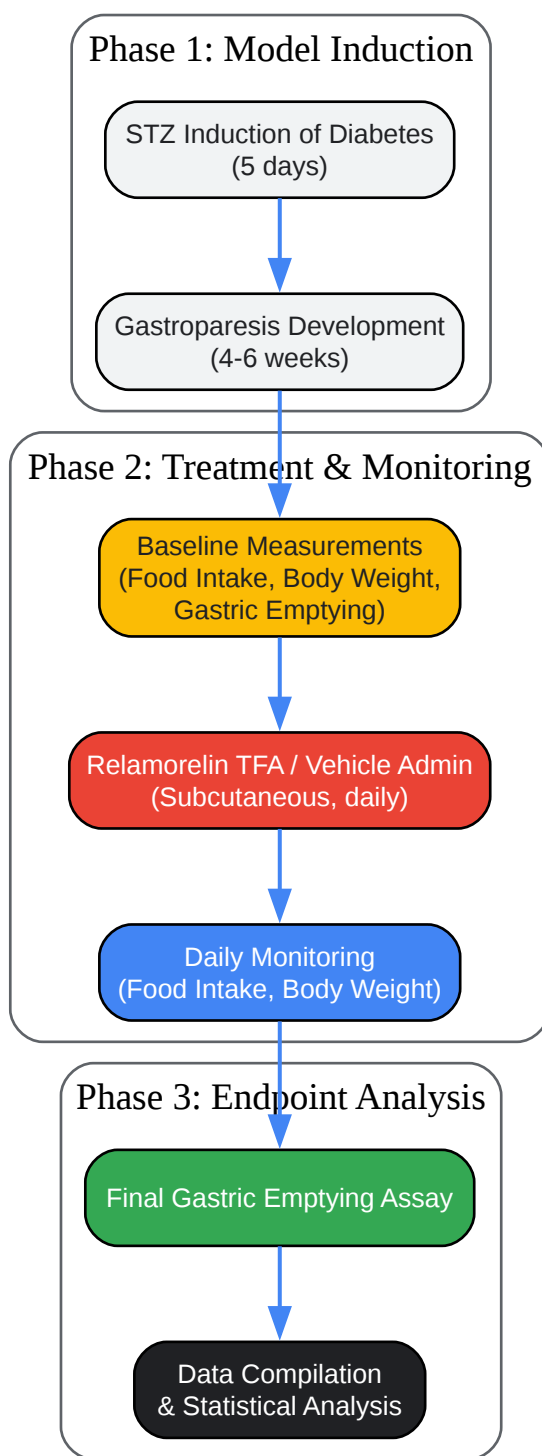 Phase 1: Model Induction
STZ Induction of Diabetes
(5 days)
Gastroparesis Development
(4-6 weeks)
Phase 2: Treatment & Monitoring
Baseline Measurements
(Food Intake, Body Weight,
Gastric Emptying)
Relamorelin TFA / Vehicle Admin
(Subcutaneous, daily)
Daily Monitoring
(Food Intake, Body Weight)
Phase 3: Endpoint Analysis
Final Gastric Emptying Assay
Data Compilation
& Statistical Analysis